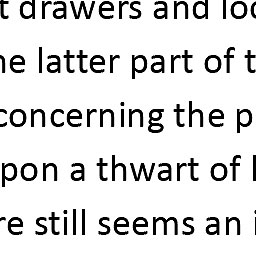 t drawers and loo
he latter part of t
concerning the p
pon a thwart of
re still seems an i